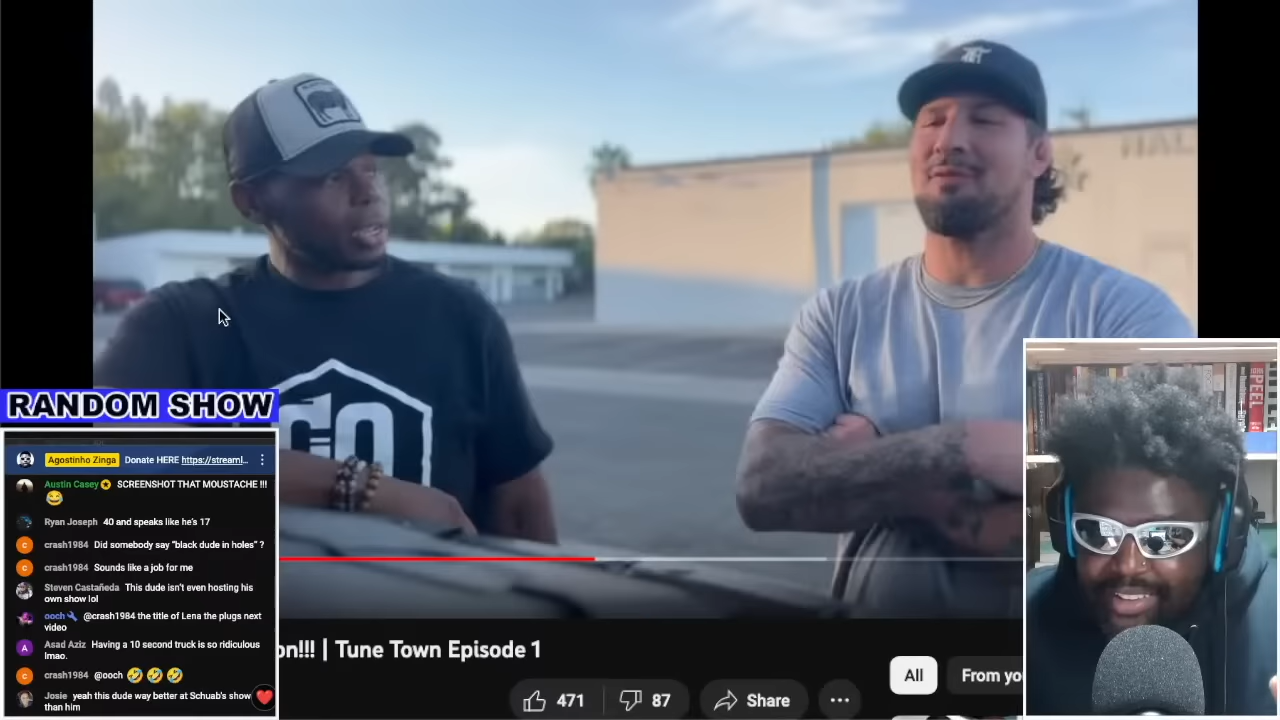 HAL
GO
RANDOM SHOW
Agostinho Zinga Donate HERE https://streaml...
Austin Casey SCREENSHOT THAT MOUSTACHE !!!
😂
Ryan Joseph 40 and speaks like he's 17
crash1984 Did somebody say “black dude in holes” ?
crash1984 Sounds like a job for me
Steven Castañeda This dude isn't even hosting his
own show lol
ooch @crash1984 the title of Lena the plugs next
video
Asad Aziz Having a 10 second truck is so ridiculous
lmao.
crash1984 @ooch 🤣🤣🤣
Josie yeah this dude way better at Schuab's show
than him
on!!! | Tune Town Episode 1
All
From yo
471
87
Share
PEEL